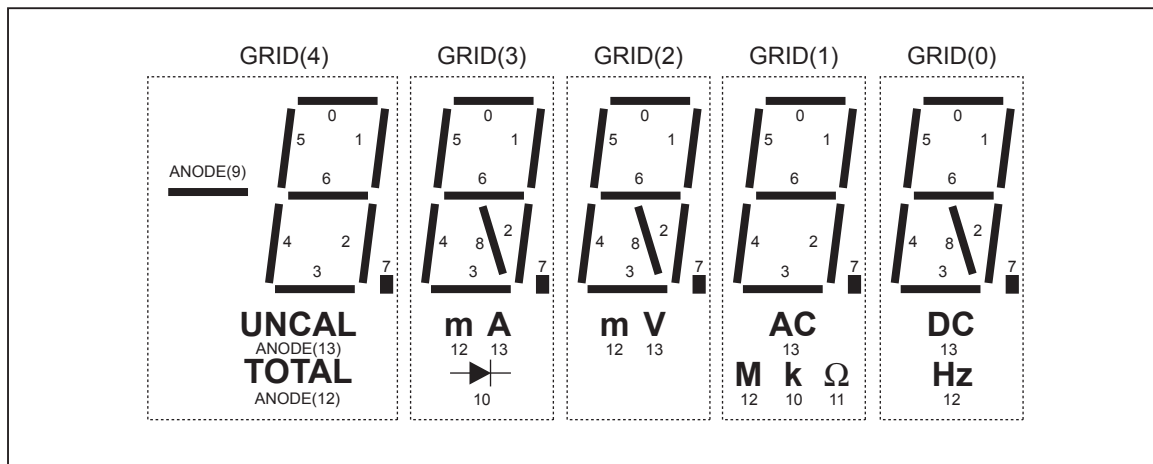 GRID(4) GRID(3) GRID(2) GRID(1) GRID(0)
0 0 0 0 0
5 1 5 1 5 1 5 1 5 1
ANODE(9)
6 6 6 6 6
4 2 4 8 2 4 8 2 4 2 4 8 2
3 7 3 7 3 7 3 7 3 7
UNCAL m A m V AC DC
ANODE(13) 12 13 12 13 13 13
TOTAL M k Ω Hz
ANODE(12) 10 12 10 11 12